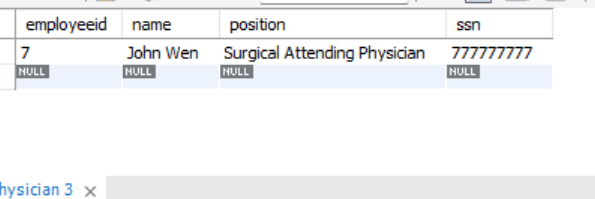 employeeid name position ssn
7 John Wen Surgical Attending Physician 777777777
NULL NULL NULL NULL
hysician 3 ×